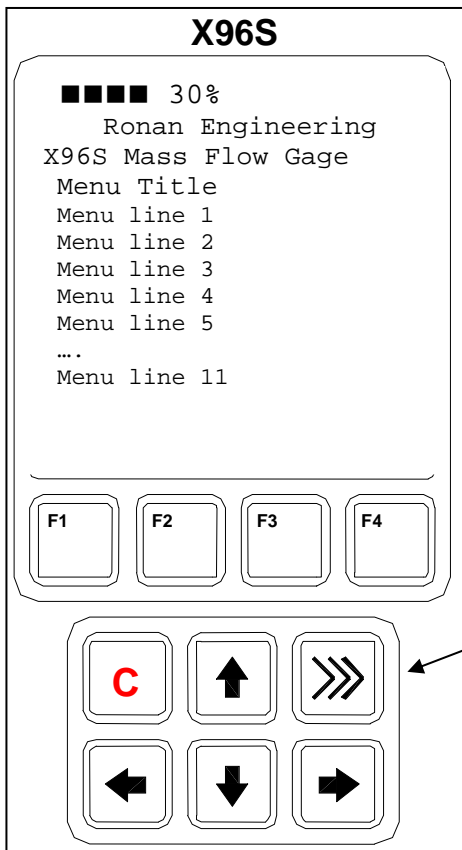 X96S
■■■■ 30%
Ronan Engineering
X96S Mass Flow Gage
Menu Title
Menu line 1
Menu line 2
Menu line 3
Menu line 4
Menu line 5
….
Menu line 11
F1 F2 F3 F4
C